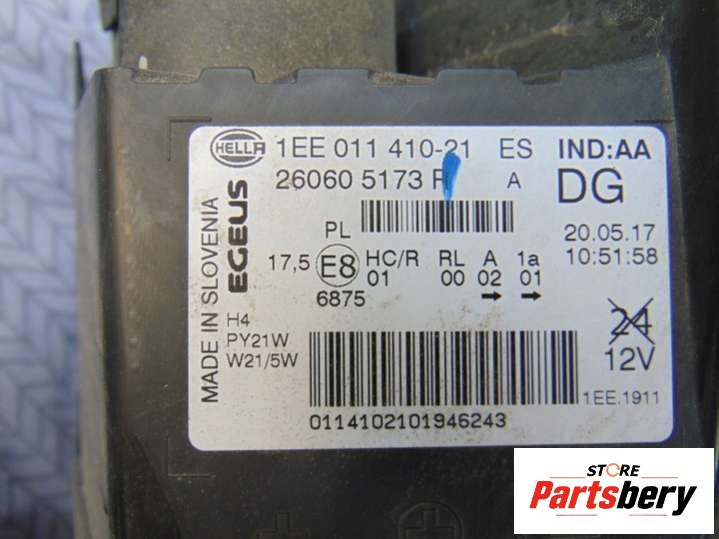 HELLA 1EE 011 410-21 ES IND:AA
260605173R A DG
PL 20.05.17
10:51:58
MADE IN SLOVENIA
EGEUS
17,5 E8 HC/R RL A 1a
01 00 02 01
6875
→ →
H4
PY21W
W21/5W
24
12V
1EE.1911
0114102101946243
STORE
Partsbery